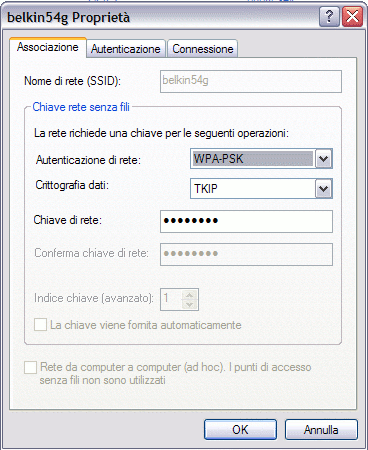 belkin54g Proprietà
Associazione Autenticazione Connessione
Nome di rete (SSID): belkin54g
Chiave rete senza fili
La rete richiede una chiave per le seguenti operazioni:
Autenticazione di rete: WPA-PSK
Crittografia dati: TKIP
Chiave di rete: ●●●●●●●●
Conferma chiave di rete: ●●●●●●●●
Indice chiave (avanzato): 1
La chiave viene fornita automaticamente
Rete da computer a computer (ad hoc). I punti di accesso
senza fili non sono utilizzati
OK Annulla